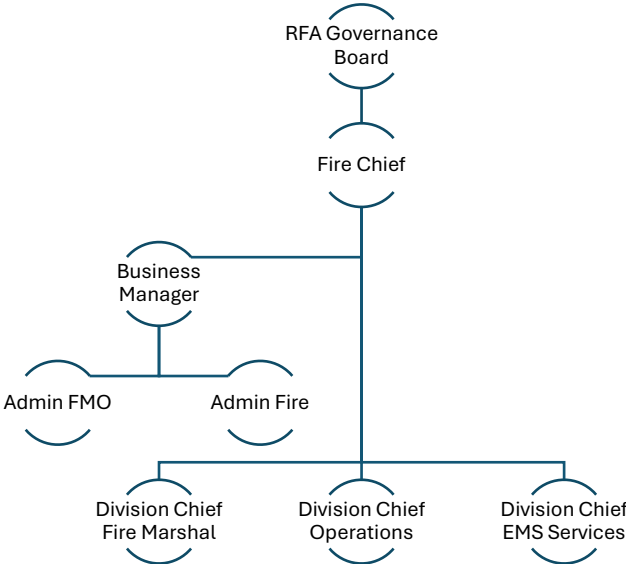 RFA Governance
Board
Fire Chief
Business
Manager
Admin FMO
Admin Fire
Division Chief
Fire Marshal
Division Chief
Operations
Division Chief
EMS Services